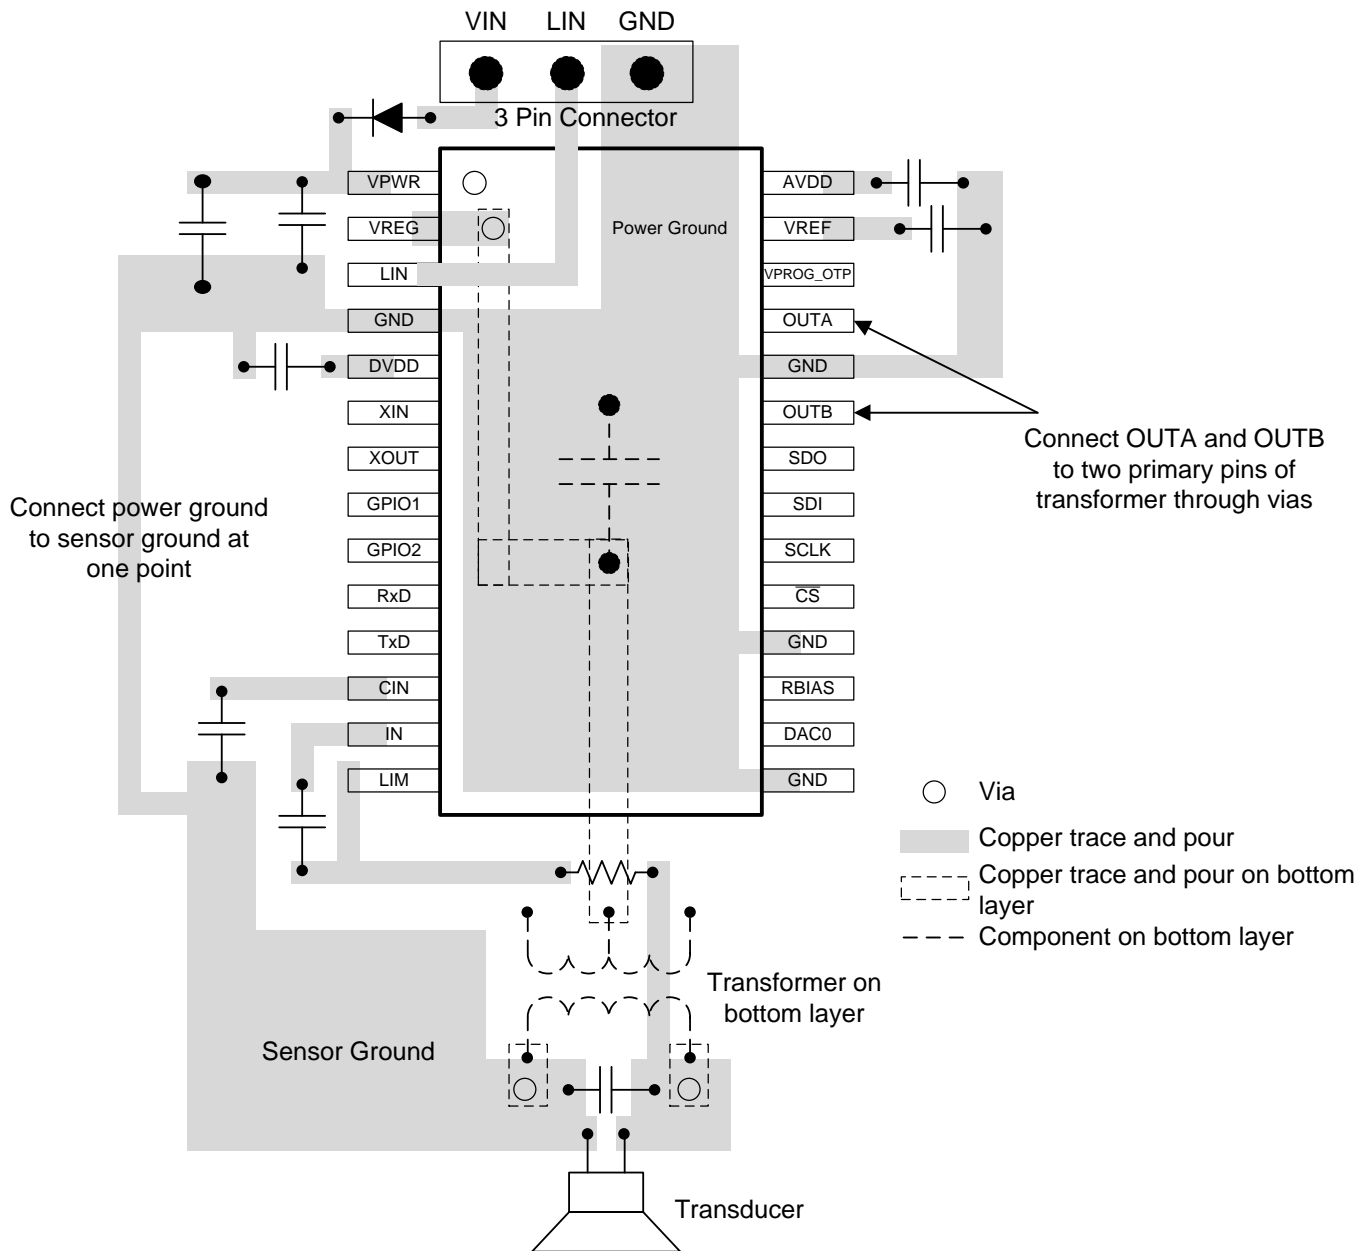 VIN LIN GND
3 Pin Connector
VPWR
VREG
LIN
GND
DVDD
XIN
XOUT
GPIO1
GPIO2
RxD
TxD
CIN
IN
LIM
Power Ground
AVDD
VREF
VPROG_OTP
OUTA
GND
OUTB
SDO
SDI
SCLK
CS
GND
RBIAS
DAC0
GND
Connect OUTA and OUTB
to two primary pins of
transformer through vias
Connect power ground
to sensor ground at
one point
Via
Copper trace and pour
Copper trace and pour on bottom
layer
Component on bottom layer
Transformer on
bottom layer
Sensor Ground
Transducer